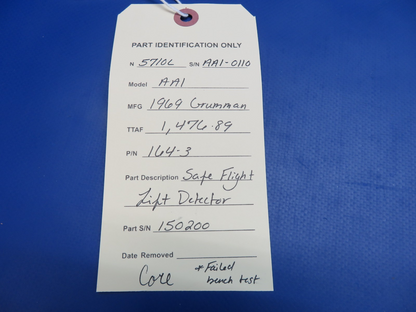 PART IDENTIFICATION ONLY
N 5710L S/N AA1-0110
Model AA1
MFG 1969 Grumman
TTAF 1,476.89
P/N 164-3
Part Description Safe Flight
Lift Detector
Part S/N 150200
Date Removed
Core *Failed
bench test